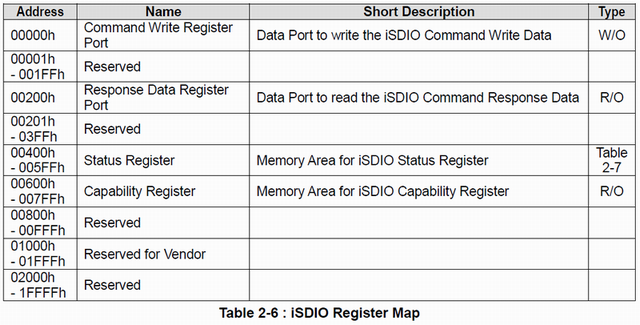 Address Name Short Description Type
00000h Command Write Register Port Data Port to write the iSDIO Command Write Data W/O
00001h - 001FFh Reserved
00200h Response Data Register Port Data Port to read the iSDIO Command Response Data R/O
00201h - 03FFh Reserved
00400h - 005FFh Status Register Memory Area for iSDIO Status Register Table 2-7
00600h - 007FFh Capability Register Memory Area for iSDIO Capability Register R/O
00800h - 00FFFh Reserved
01000h - 01FFFh Reserved for Vendor
02000h - 1FFFFh Reserved
Table 2-6 : iSDIO Register Map